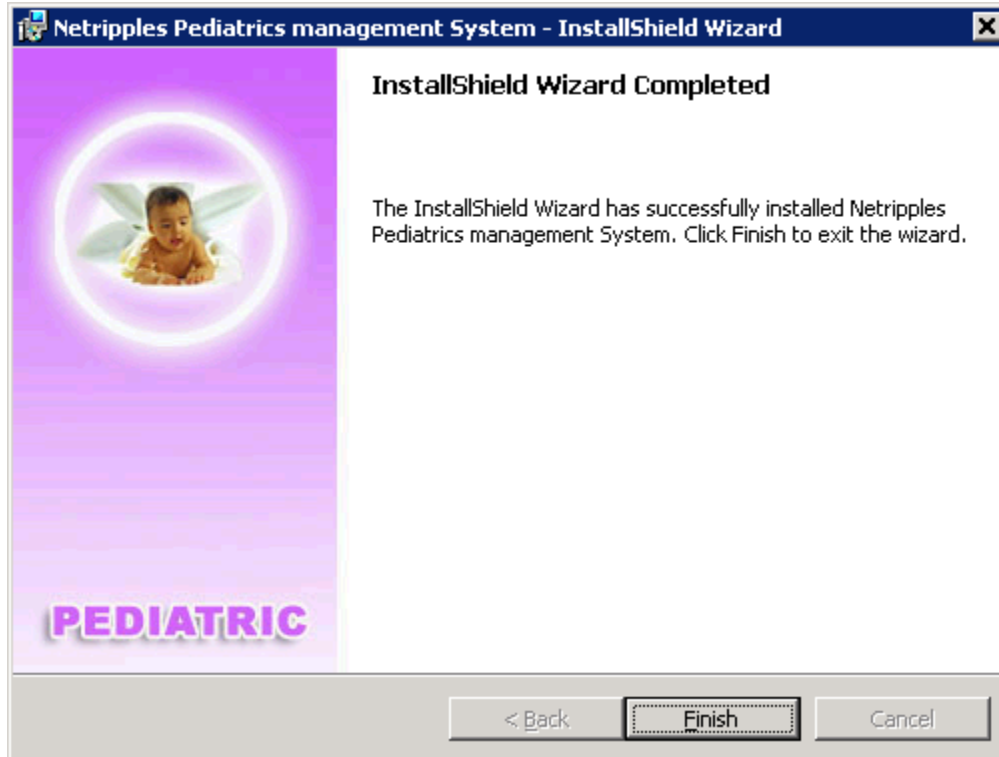 Netripples Pediatrics management System - InstallShield Wizard
InstallShield Wizard Completed
The InstallShield Wizard has successfully installed Netripples
Pediatrics management System. Click Finish to exit the wizard.
PEDIATRIC
< Back
Finish
Cancel